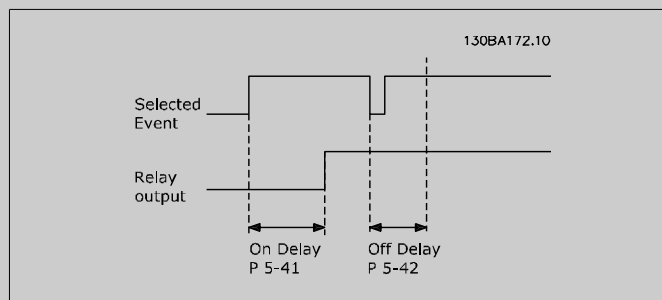 130BA172.10
Selected
Event
Relay
output
On Delay
P 5-41
Off Delay
P 5-42